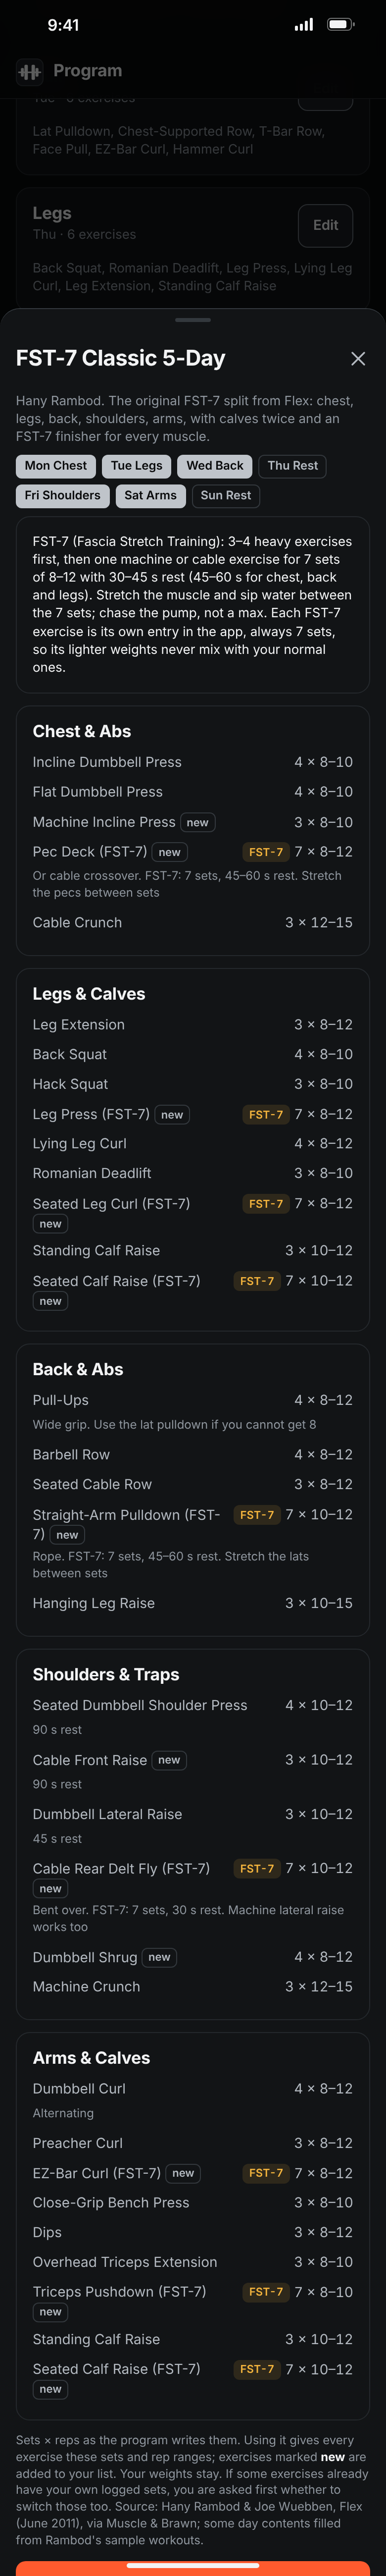 9:41
Program
Tue · 6 exercises
Lat Pulldown, Chest-Supported Row, T-Bar Row,
Face Pull, EZ-Bar Curl, Hammer Curl
Legs
Thu · 6 exercises
Edit
Back Squat, Romanian Deadlift, Leg Press, Lying Leg
Curl, Leg Extension, Standing Calf Raise
FST-7 Classic 5-Day
Hany Rambod. The original FST-7 split from Flex: chest,
legs, back, shoulders, arms, with calves twice and an
FST-7 finisher for every muscle.
Mon Chest Tue Legs Wed Back Thu Rest
Fri Shoulders Sat Arms Sun Rest
FST-7 (Fascia Stretch Training): 3–4 heavy exercises
first, then one machine or cable exercise for 7 sets
of 8–12 with 30–45 s rest (45–60 s for chest, back
and legs). Stretch the muscle and sip water between
the 7 sets; chase the pump, not a max. Each FST-7
exercise is its own entry in the app, always 7 sets,
so its lighter weights never mix with your normal
ones.
Chest & Abs
Incline Dumbbell Press 4 × 8–10
Flat Dumbbell Press 4 × 8–10
Machine Incline Press new 3 × 8–10
Pec Deck (FST-7) new FST-7 7 × 8–12
Or cable crossover. FST-7: 7 sets, 45–60 s rest. Stretch
the pecs between sets
Cable Crunch 3 × 12–15
Legs & Calves
Leg Extension 3 × 8–12
Back Squat 4 × 8–10
Hack Squat 3 × 8–10
Leg Press (FST-7) new FST-7 7 × 8–12
Lying Leg Curl 4 × 8–12
Romanian Deadlift 3 × 8–10
Seated Leg Curl (FST-7) FST-7 7 × 8–12
new
Standing Calf Raise 3 × 10–12
Seated Calf Raise (FST-7) FST-7 7 × 10–12
new
Back & Abs
Pull-Ups 4 × 8–12
Wide grip. Use the lat pulldown if you cannot get 8
Barbell Row 4 × 8–12
Seated Cable Row 3 × 8–12
Straight-Arm Pulldown (FST- FST-7 7 × 10–12
7) new
Rope. FST-7: 7 sets, 45–60 s rest. Stretch the lats
between sets
Hanging Leg Raise 3 × 10–15
Shoulders & Traps
Seated Dumbbell Shoulder Press 4 × 10–12
90 s rest
Cable Front Raise new 3 × 10–12
90 s rest
Dumbbell Lateral Raise 3 × 10–12
45 s rest
Cable Rear Delt Fly (FST-7) FST-7 7 × 10–12
new
Bent over. FST-7: 7 sets, 30 s rest. Machine lateral raise
works too
Dumbbell Shrug new 4 × 8–12
Machine Crunch 3 × 12–15
Arms & Calves
Dumbbell Curl 4 × 8–12
Alternating
Preacher Curl 3 × 8–12
EZ-Bar Curl (FST-7) new FST-7 7 × 8–12
Close-Grip Bench Press 3 × 8–10
Dips 3 × 8–12
Overhead Triceps Extension 3 × 8–10
Triceps Pushdown (FST-7) FST-7 7 × 8–10
new
Standing Calf Raise 3 × 10–12
Seated Calf Raise (FST-7) FST-7 7 × 10–12
new
Sets × reps as the program writes them. Using it gives every
exercise these sets and rep ranges; exercises marked new are
added to your list. Your weights stay. If some exercises already
have your own logged sets, you are asked first whether to
switch those too. Source: Hany Rambod & Joe Wuebben, Flex
(June 2011), via Muscle & Brawn; some day contents filled
from Rambod's sample workouts.